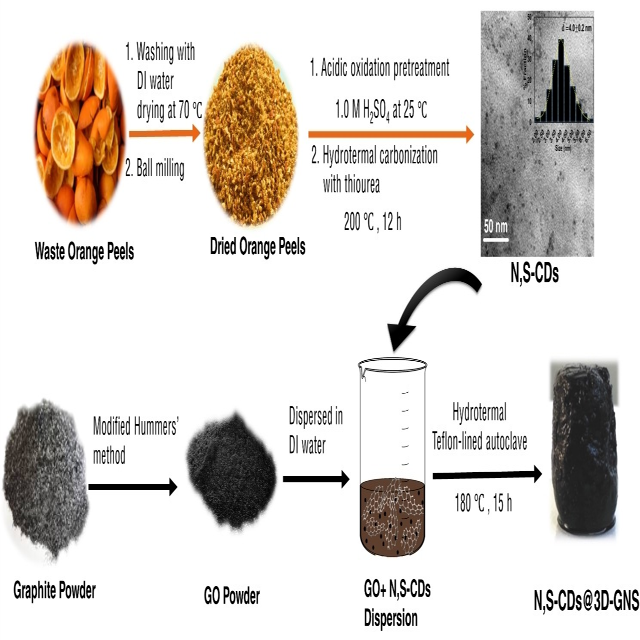 1. Washing with
DI water
drying at 70 °C
2. Ball milling
1. Acidic oxidation pretreatment
1.0 M H₂SO₄ at 25 °C
2. Hydrotermal carbonization
with thiourea
200 °C , 12 h
d =4.0±0.2 nm
Size (nm)
50 nm
Waste Orange Peels
Dried Orange Peels
N,S-CDs
Modified Hummers'
method
Dispersed in
DI water
Hydrotermal
Teflon-lined autoclave
180 °C , 15 h
Graphite Powder
GO Powder
GO+ N,S-CDs
Dispersion
N,S-CDs@3D-GNS